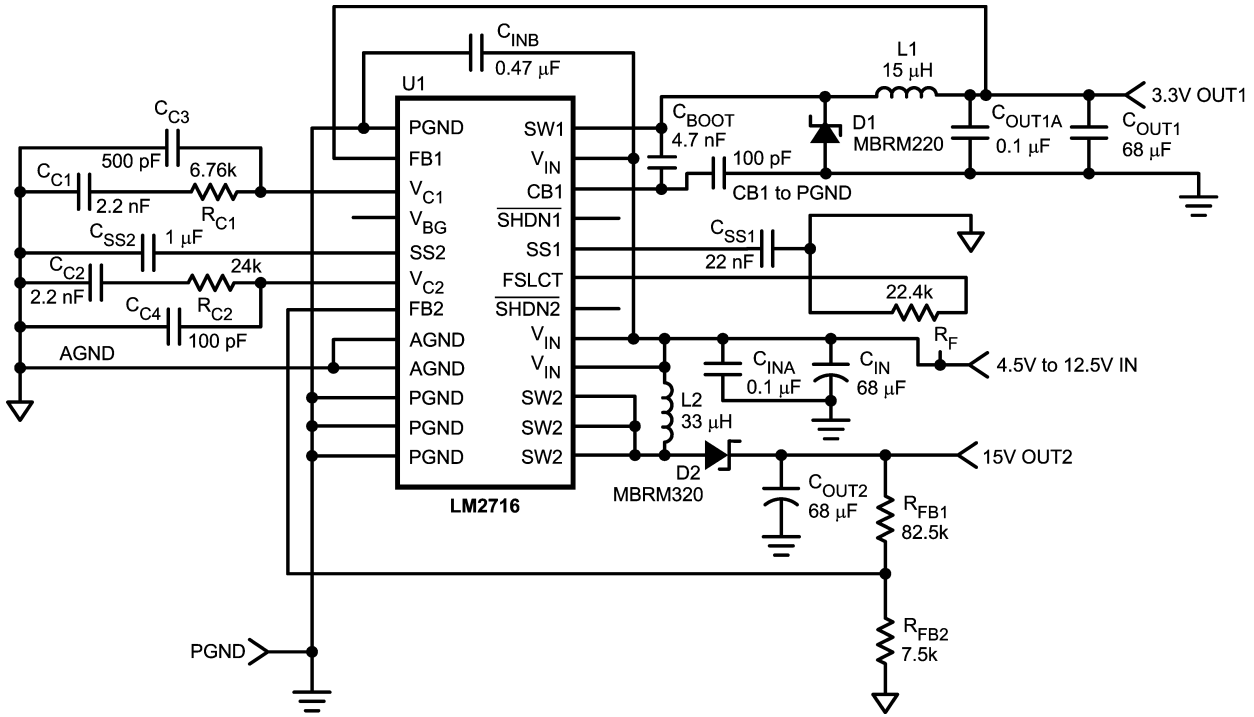 CINB
0.47 μF
U1
L1
15 μH
3.3V OUT1
CC3
500 pF
CC1
2.2 nF
6.76k
RC1
CSS2
1 μF
CC2
2.2 nF
24k
RC2
CC4
100 pF
AGND
PGND
FB1
VC1
VBG
SS2
VC2
FB2
AGND
AGND
PGND
PGND
PGND
SW1
VIN
CB1
SHDN1
SS1
FSLCT
SHDN2
VIN
VIN
SW2
SW2
SW2
LM2716
CBOOT
4.7 nF
100 pF
CB1 to PGND
D1
MBRM220
COUT1A
0.1 μF
COUT1
68 μF
CSS1
22 nF
22.4k
RF
4.5V to 12.5V IN
CINA
0.1 μF
CIN
68 μF
L2
33 μH
D2
MBRM320
15V OUT2
COUT2
68 μF
RFB1
82.5k
RFB2
7.5k
PGND